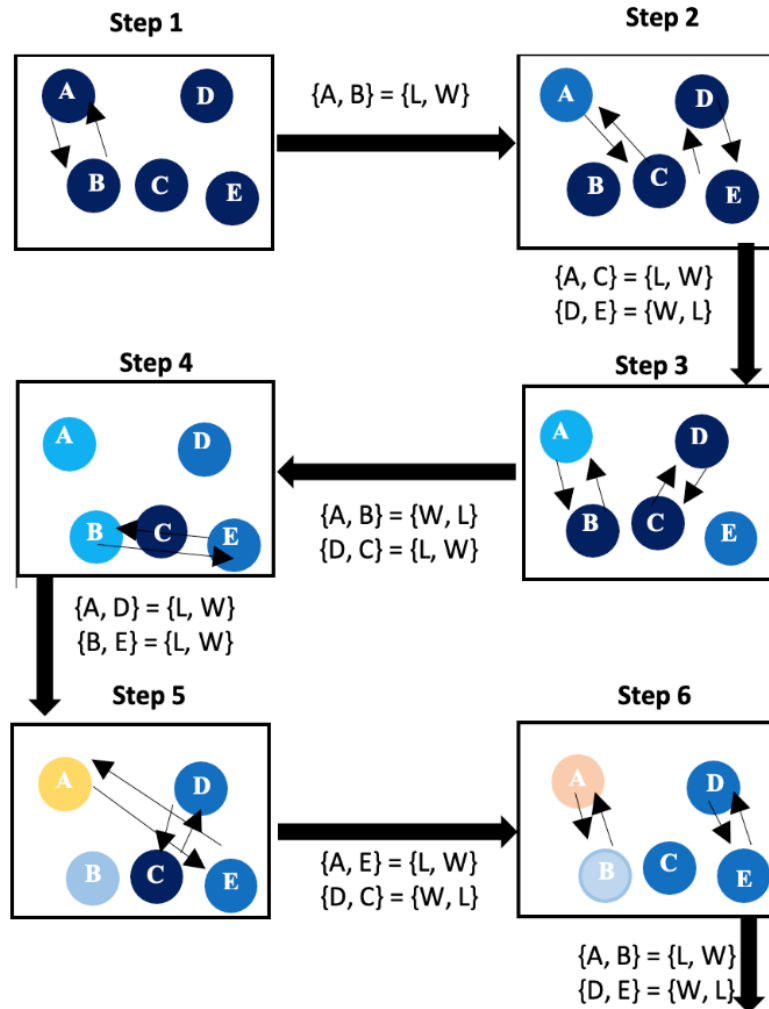 Step 1
A
D
B
C
E
{A, B} = {L, W}
Step 2
A
D
B
C
E
{A, C} = {L, W}
{D, E} = {W, L}
Step 3
A
D
B
C
E
{A, B} = {W, L}
{D, C} = {L, W}
Step 4
A
D
B
C
E
{A, D} = {L, W}
{B, E} = {L, W}
Step 5
A
D
B
C
E
{A, E} = {L, W}
{D, C} = {W, L}
Step 6
A
D
B
C
E
{A, B} = {L, W}
{D, E} = {W, L}